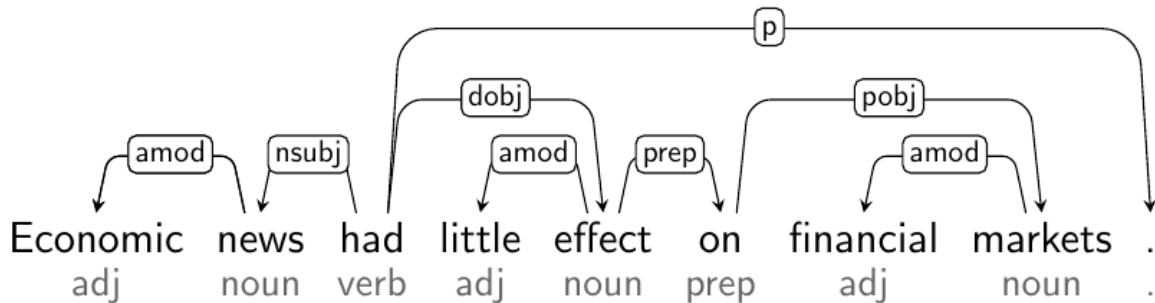 p
dobj pobj
amod nsubj amod prep amod
Economic news had little effect on financial markets .
adj noun verb adj noun prep adj noun .